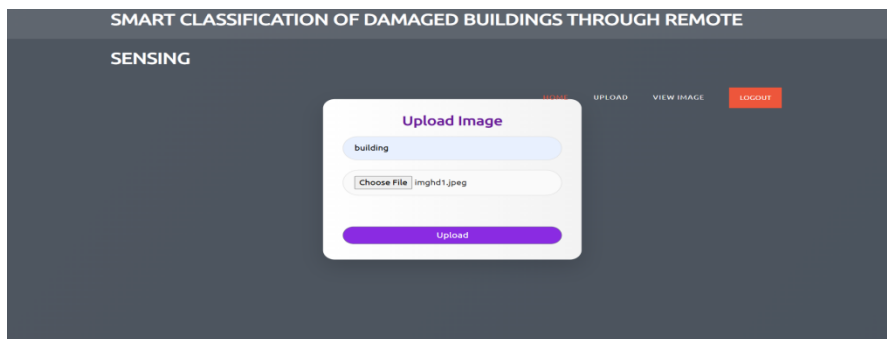 SMART CLASSIFICATION OF DAMAGED BUILDINGS THROUGH REMOTE
SENSING
HOME UPLOAD VIEW IMAGE LOGOUT
Upload Image
building
Choose File imghd1.jpeg
Upload